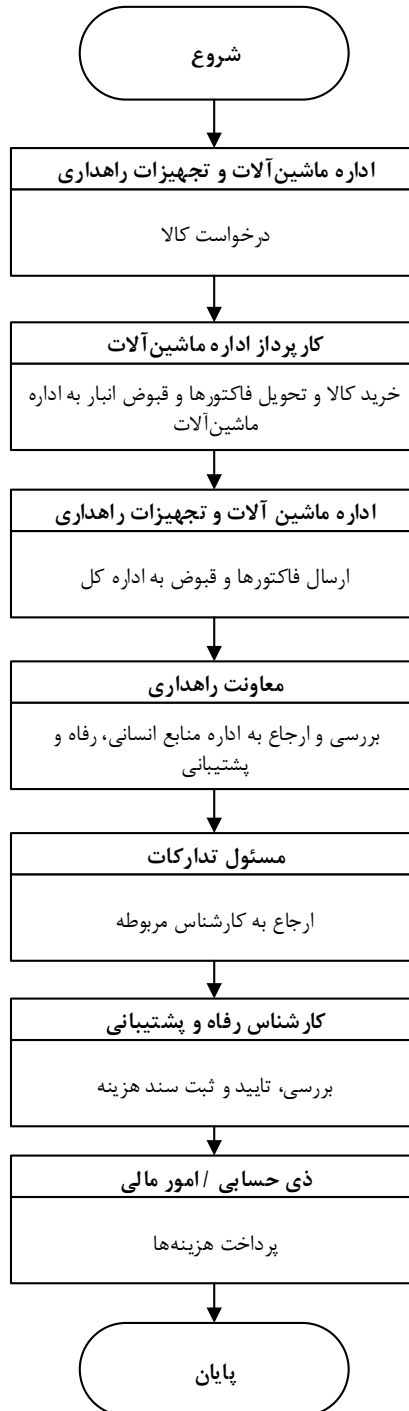 شروع
اداره ماشین‌آلات و تجهیزات راهداری
درخواست کالا
کارپرداز اداره ماشین‌آلات
خرید کالا و تحویل فاکتورها و قبوض انبار به اداره
ماشین‌آلات
اداره ماشین آلات و تجهیزات راهداری
ارسال فاکتورها و قبوض به اداره کل
معاونت راهداری
بررسی و ارجاع به اداره منابع انسانی، رفاه و
پشتیبانی
مسئول تدارکات
ارجاع به کارشناس مربوطه
کارشناس رفاه و پشتیبانی
بررسی، تایید و ثبت سند هزینه
ذی حسابی / امور مالی
پرداخت هزینه‌ها
پایان